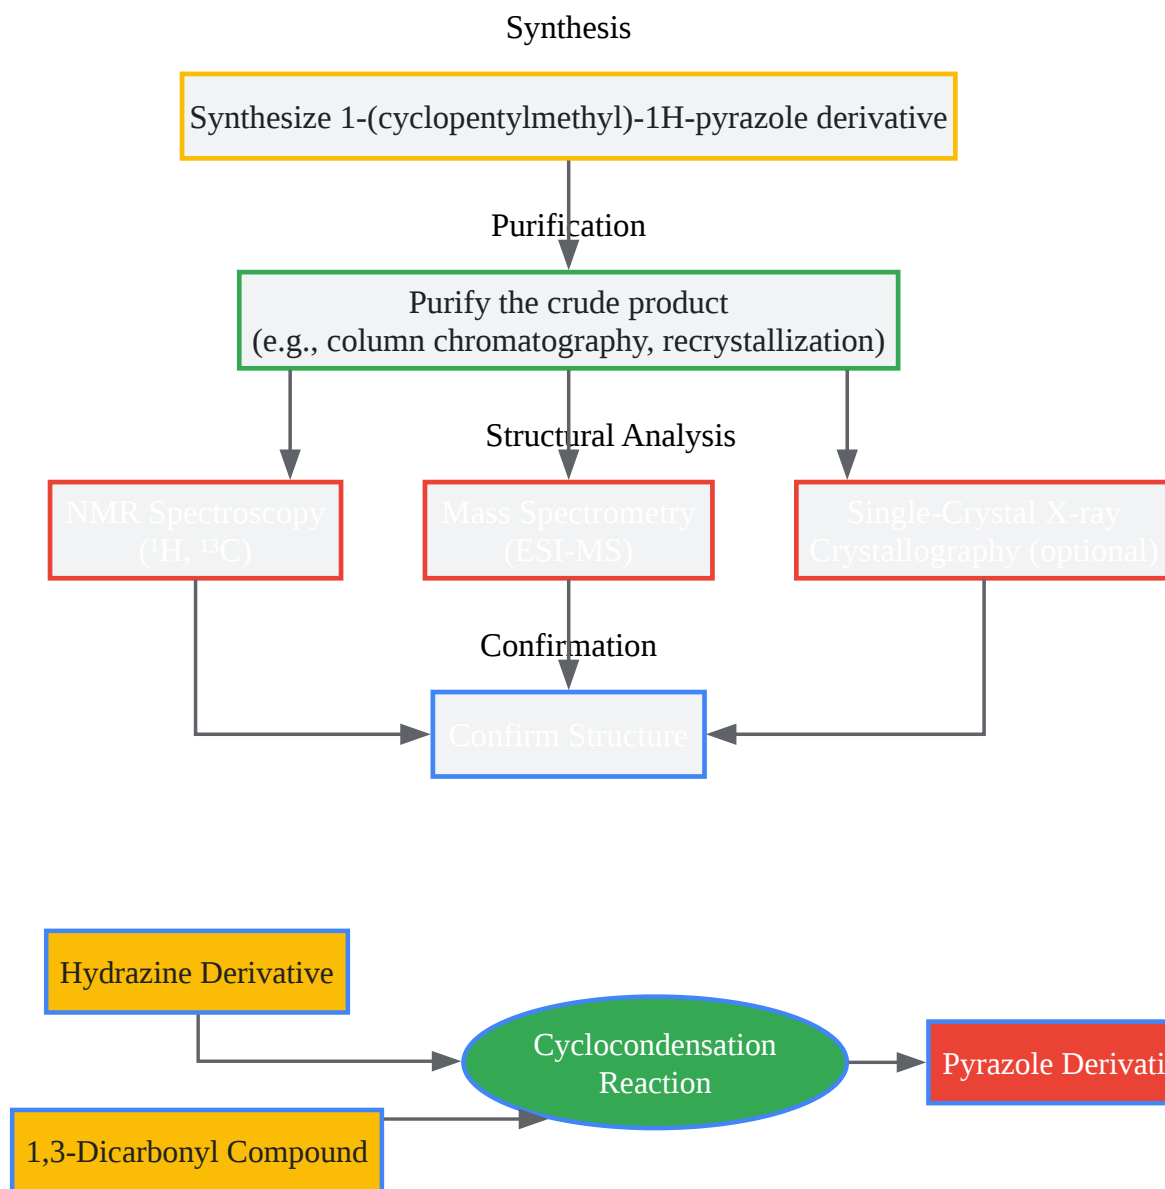 Synthesis
Synthesize 1-(cyclopentylmethyl)-1H-pyrazole derivative
Purification
Purify the crude product
(e.g., column chromatography, recrystallization)
Structural Analysis
NMR Spectroscopy
(¹H, ¹³C)
Mass Spectrometry
(ESI-MS)
Single-Crystal X-ray
Crystallography (optional)
Confirmation
Confirm Structure
Hydrazine Derivative
Cyclocondensation
Reaction
Pyrazole Derivati
1,3-Dicarbonyl Compound